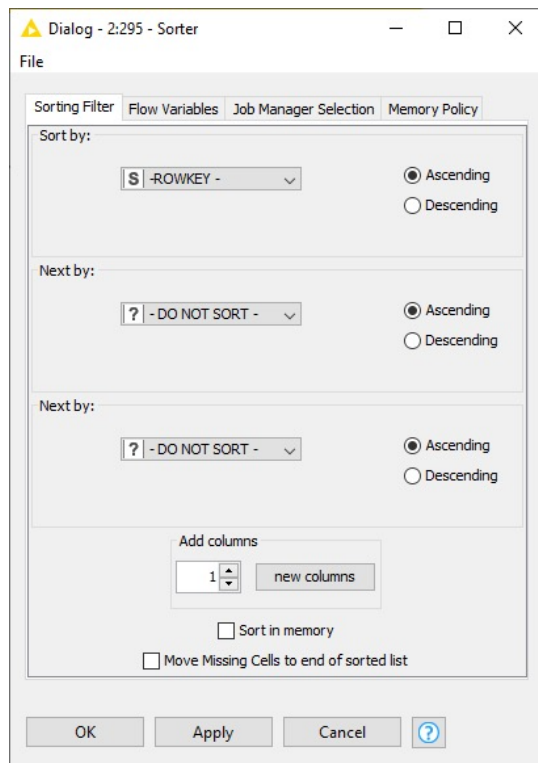 Dialog - 2:295 - Sorter
File
Sorting Filter Flow Variables Job Manager Selection Memory Policy
Sort by:
S -ROWKEY -
Ascending
Descending
Next by:
? - DO NOT SORT -
Ascending
Descending
Next by:
? - DO NOT SORT -
Ascending
Descending
Add columns
1 new columns
Sort in memory
Move Missing Cells to end of sorted list
OK Apply Cancel ?